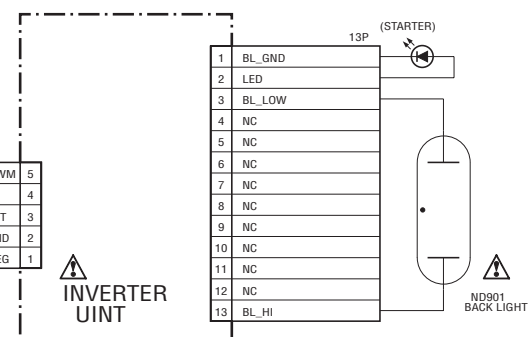 (STARTER)
13P
1 BL_GND
2 LED
3 BL_LOW
4 NC
5 NC
6 NC
7 NC
8 NC
9 NC
10 NC
11 NC
12 NC
13 BL_HI
5
4
3
2
1
INVERTER
UINT
ND901
BACK LIGHT